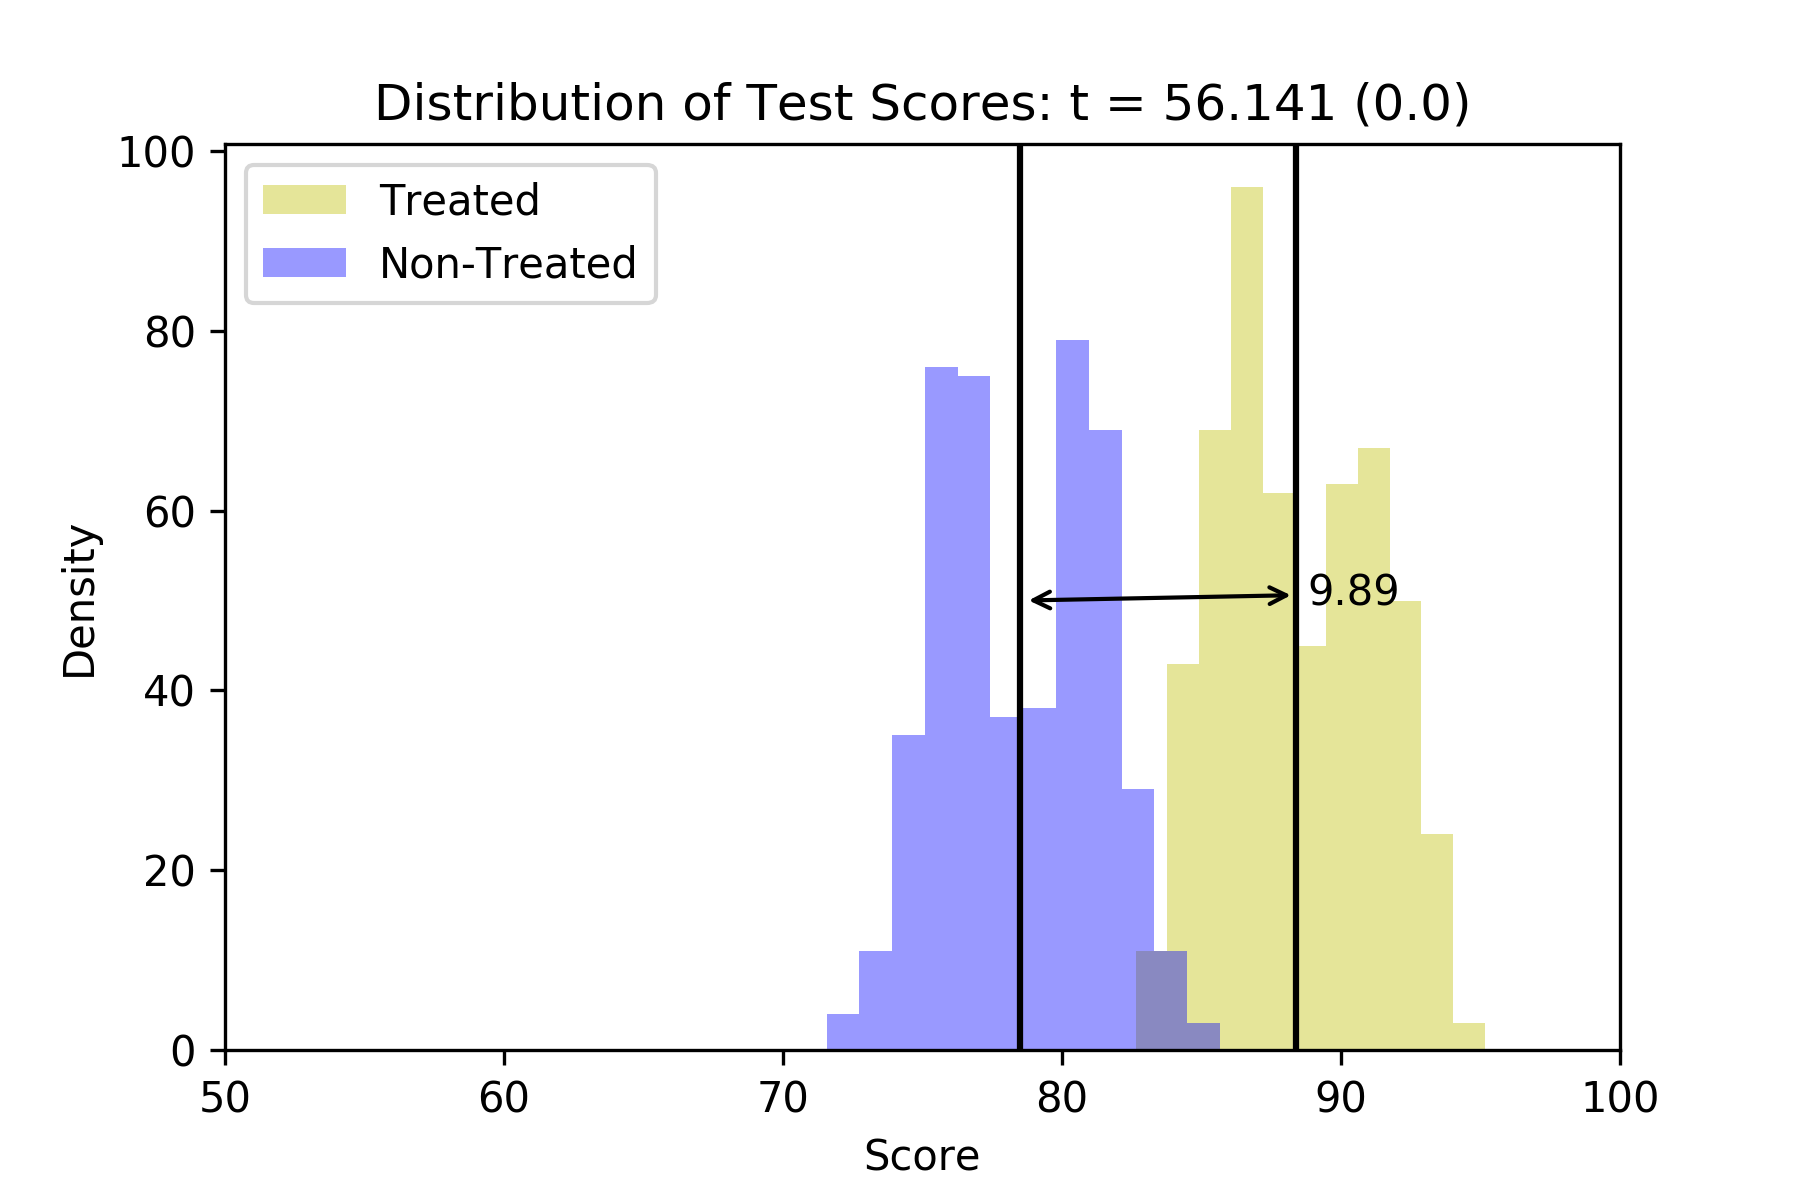 Distribution of Test Scores: t = 56.141 (0.0)
100
80
60
40
20
0
Density
Treated
Non-Treated
9.89
50 60 70 80 90 100
Score